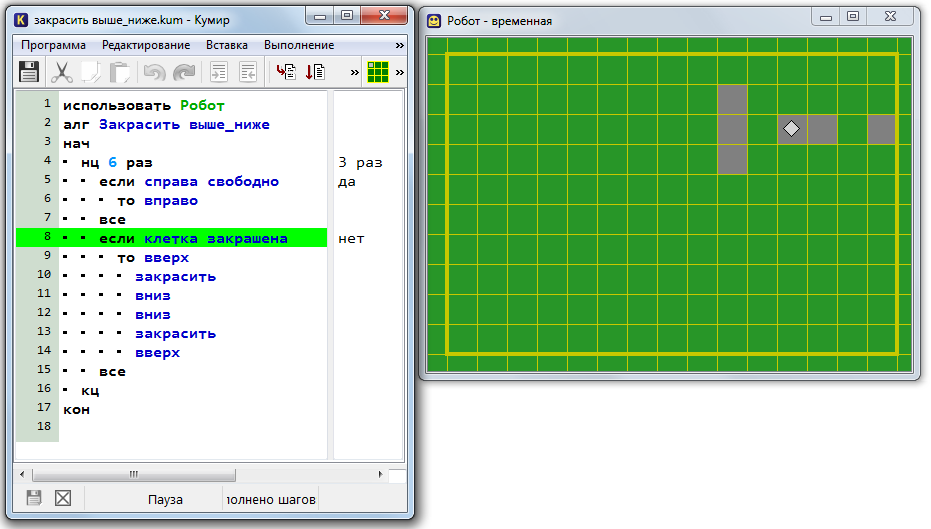 закрасить выше_ниже.kum - Кумир
Программа Редактирование Вставка Выполнение »
» »
1 использовать Робот
2 алг Закрасить выше_ниже
3 нач
4 нц 6 раз 3 раз
5 если справа свободно да
6 то вправо
7 все
8 если клетка закрашена нет
9 то вверх
10 закрасить
11 вниз
12 вниз
13 закрасить
14 вверх
15 все
16 кц
17 кон
18
Пауза
ıолнено шагов
Робот - временная